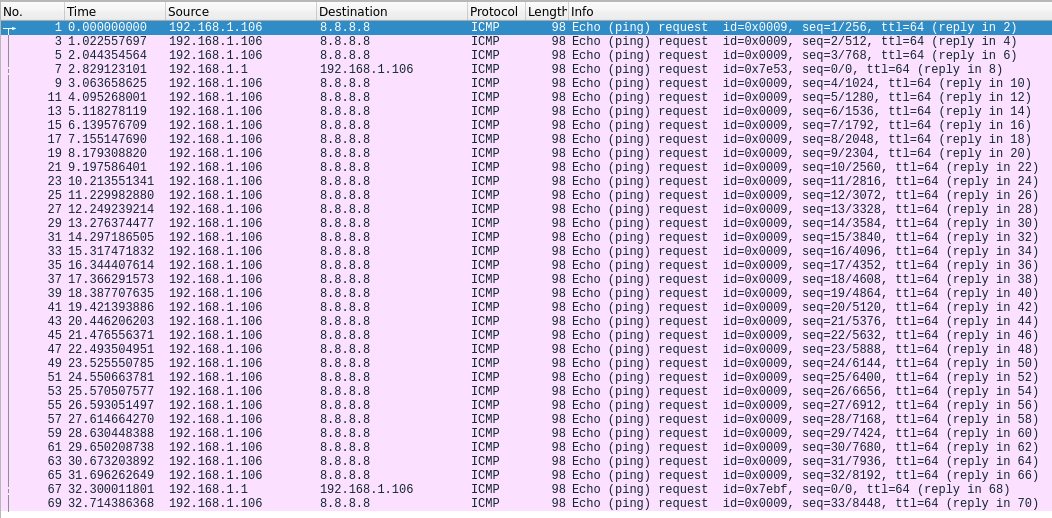 No. Time Source Destination Protocol Length Info
1 0.000000000 192.168.1.106 8.8.8.8 ICMP 98 Echo (ping) request id=0x0009, seq=1/256, ttl=64 (reply in 2)
3 1.022557697 192.168.1.106 8.8.8.8 ICMP 98 Echo (ping) request id=0x0009, seq=2/512, ttl=64 (reply in 4)
5 2.044354564 192.168.1.106 8.8.8.8 ICMP 98 Echo (ping) request id=0x0009, seq=3/768, ttl=64 (reply in 6)
7 2.829123101 192.168.1.1 192.168.1.106 ICMP 98 Echo (ping) request id=0x7e53, seq=0/0, ttl=64 (reply in 8)
9 3.063658625 192.168.1.106 8.8.8.8 ICMP 98 Echo (ping) request id=0x0009, seq=4/1024, ttl=64 (reply in 10)
11 4.095268001 192.168.1.106 8.8.8.8 ICMP 98 Echo (ping) request id=0x0009, seq=5/1280, ttl=64 (reply in 12)
13 5.118278119 192.168.1.106 8.8.8.8 ICMP 98 Echo (ping) request id=0x0009, seq=6/1536, ttl=64 (reply in 14)
15 6.139576709 192.168.1.106 8.8.8.8 ICMP 98 Echo (ping) request id=0x0009, seq=7/1792, ttl=64 (reply in 16)
17 7.155147690 192.168.1.106 8.8.8.8 ICMP 98 Echo (ping) request id=0x0009, seq=8/2048, ttl=64 (reply in 18)
19 8.179308820 192.168.1.106 8.8.8.8 ICMP 98 Echo (ping) request id=0x0009, seq=9/2304, ttl=64 (reply in 20)
21 9.197586401 192.168.1.106 8.8.8.8 ICMP 98 Echo (ping) request id=0x0009, seq=10/2560, ttl=64 (reply in 22)
23 10.213551341 192.168.1.106 8.8.8.8 ICMP 98 Echo (ping) request id=0x0009, seq=11/2816, ttl=64 (reply in 24)
25 11.229982880 192.168.1.106 8.8.8.8 ICMP 98 Echo (ping) request id=0x0009, seq=12/3072, ttl=64 (reply in 26)
27 12.249239214 192.168.1.106 8.8.8.8 ICMP 98 Echo (ping) request id=0x0009, seq=13/3328, ttl=64 (reply in 28)
29 13.276374477 192.168.1.106 8.8.8.8 ICMP 98 Echo (ping) request id=0x0009, seq=14/3584, ttl=64 (reply in 30)
31 14.297186505 192.168.1.106 8.8.8.8 ICMP 98 Echo (ping) request id=0x0009, seq=15/3840, ttl=64 (reply in 32)
33 15.317471832 192.168.1.106 8.8.8.8 ICMP 98 Echo (ping) request id=0x0009, seq=16/4096, ttl=64 (reply in 34)
35 16.344407614 192.168.1.106 8.8.8.8 ICMP 98 Echo (ping) request id=0x0009, seq=17/4352, ttl=64 (reply in 36)
37 17.366291573 192.168.1.106 8.8.8.8 ICMP 98 Echo (ping) request id=0x0009, seq=18/4608, ttl=64 (reply in 38)
39 18.387707635 192.168.1.106 8.8.8.8 ICMP 98 Echo (ping) request id=0x0009, seq=19/4864, ttl=64 (reply in 40)
41 19.421393886 192.168.1.106 8.8.8.8 ICMP 98 Echo (ping) request id=0x0009, seq=20/5120, ttl=64 (reply in 42)
43 20.446206203 192.168.1.106 8.8.8.8 ICMP 98 Echo (ping) request id=0x0009, seq=21/5376, ttl=64 (reply in 44)
45 21.476556371 192.168.1.106 8.8.8.8 ICMP 98 Echo (ping) request id=0x0009, seq=22/5632, ttl=64 (reply in 46)
47 22.493504951 192.168.1.106 8.8.8.8 ICMP 98 Echo (ping) request id=0x0009, seq=23/5888, ttl=64 (reply in 48)
49 23.525550785 192.168.1.106 8.8.8.8 ICMP 98 Echo (ping) request id=0x0009, seq=24/6144, ttl=64 (reply in 50)
51 24.550663781 192.168.1.106 8.8.8.8 ICMP 98 Echo (ping) request id=0x0009, seq=25/6400, ttl=64 (reply in 52)
53 25.570507577 192.168.1.106 8.8.8.8 ICMP 98 Echo (ping) request id=0x0009, seq=26/6656, ttl=64 (reply in 54)
55 26.593051497 192.168.1.106 8.8.8.8 ICMP 98 Echo (ping) request id=0x0009, seq=27/6912, ttl=64 (reply in 56)
57 27.614664270 192.168.1.106 8.8.8.8 ICMP 98 Echo (ping) request id=0x0009, seq=28/7168, ttl=64 (reply in 58)
59 28.630448388 192.168.1.106 8.8.8.8 ICMP 98 Echo (ping) request id=0x0009, seq=29/7424, ttl=64 (reply in 60)
61 29.650208738 192.168.1.106 8.8.8.8 ICMP 98 Echo (ping) request id=0x0009, seq=30/7680, ttl=64 (reply in 62)
63 30.673203892 192.168.1.106 8.8.8.8 ICMP 98 Echo (ping) request id=0x0009, seq=31/7936, ttl=64 (reply in 64)
65 31.696262649 192.168.1.106 8.8.8.8 ICMP 98 Echo (ping) request id=0x0009, seq=32/8192, ttl=64 (reply in 66)
67 32.300011801 192.168.1.1 192.168.1.106 ICMP 98 Echo (ping) request id=0x7ebf, seq=0/0, ttl=64 (reply in 68)
69 32.714386368 192.168.1.106 8.8.8.8 ICMP 98 Echo (ping) request id=0x0009, seq=33/8448, ttl=64 (reply in 70)